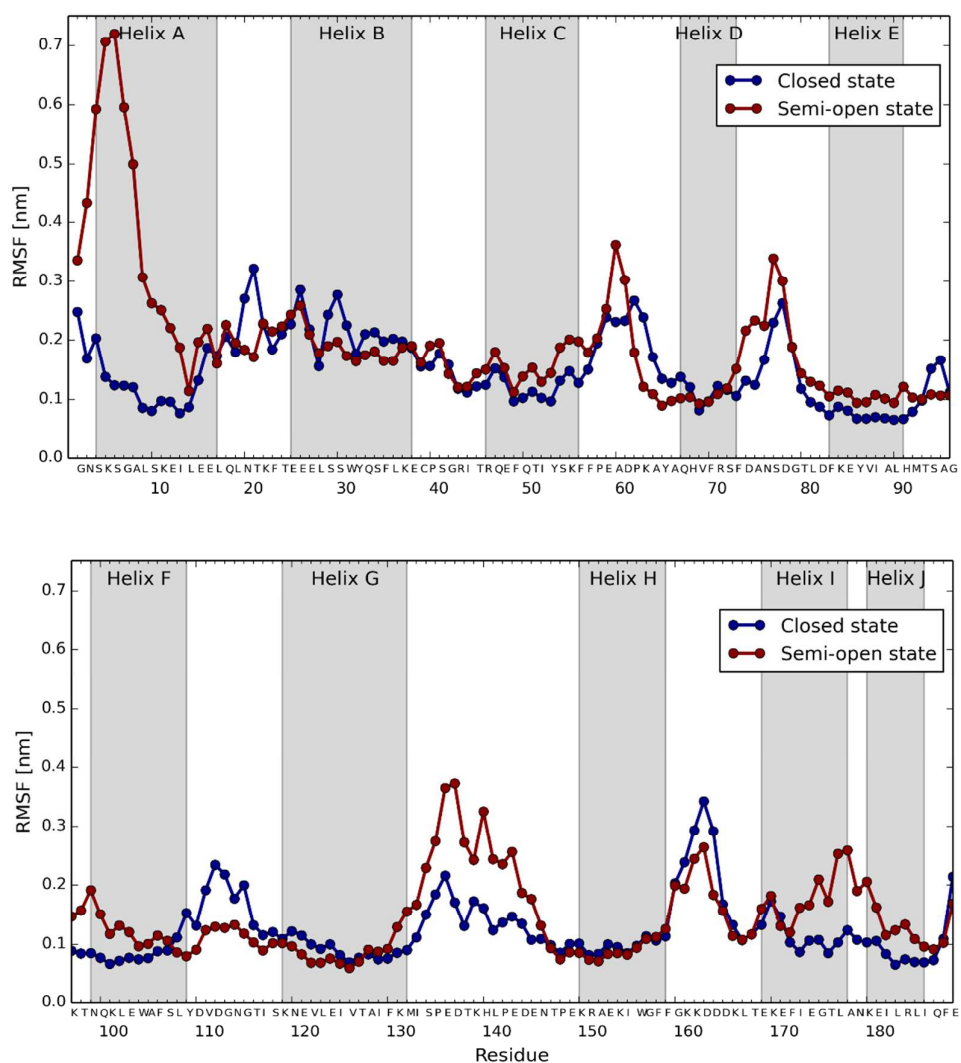 Helix A Helix B Helix C Helix D Helix E
0.7
Closed state
Semi-open state
0.6
0.5
0.4
RMSF [nm]
0.3
0.2
0.1
0.0
GNSKSGALSKEILEELQLNTKFTEEELSSWYQSFLKECPSGRITRQEFQTIYSKFFPEADPKAYAQHVFRSFDANSDGTLDFKEYVIALHMTSAG
10 20 30 40 50 60 70 80 90
Helix F Helix G Helix H Helix I Helix J
0.7
Closed state
Semi-open state
0.6
0.5
0.4
RMSF [nm]
0.3
0.2
0.1
0.0
KTNQKLEWAFSLYDVDGNGTISKNEVLEIVTAIFKMISPEDTKHLPEDENTPEKRAEKIWGFFGKKDDDKLTEKEFIEGTLANKEILRLIQFE
100 110 120 130 140 150 160 170 180
Residue